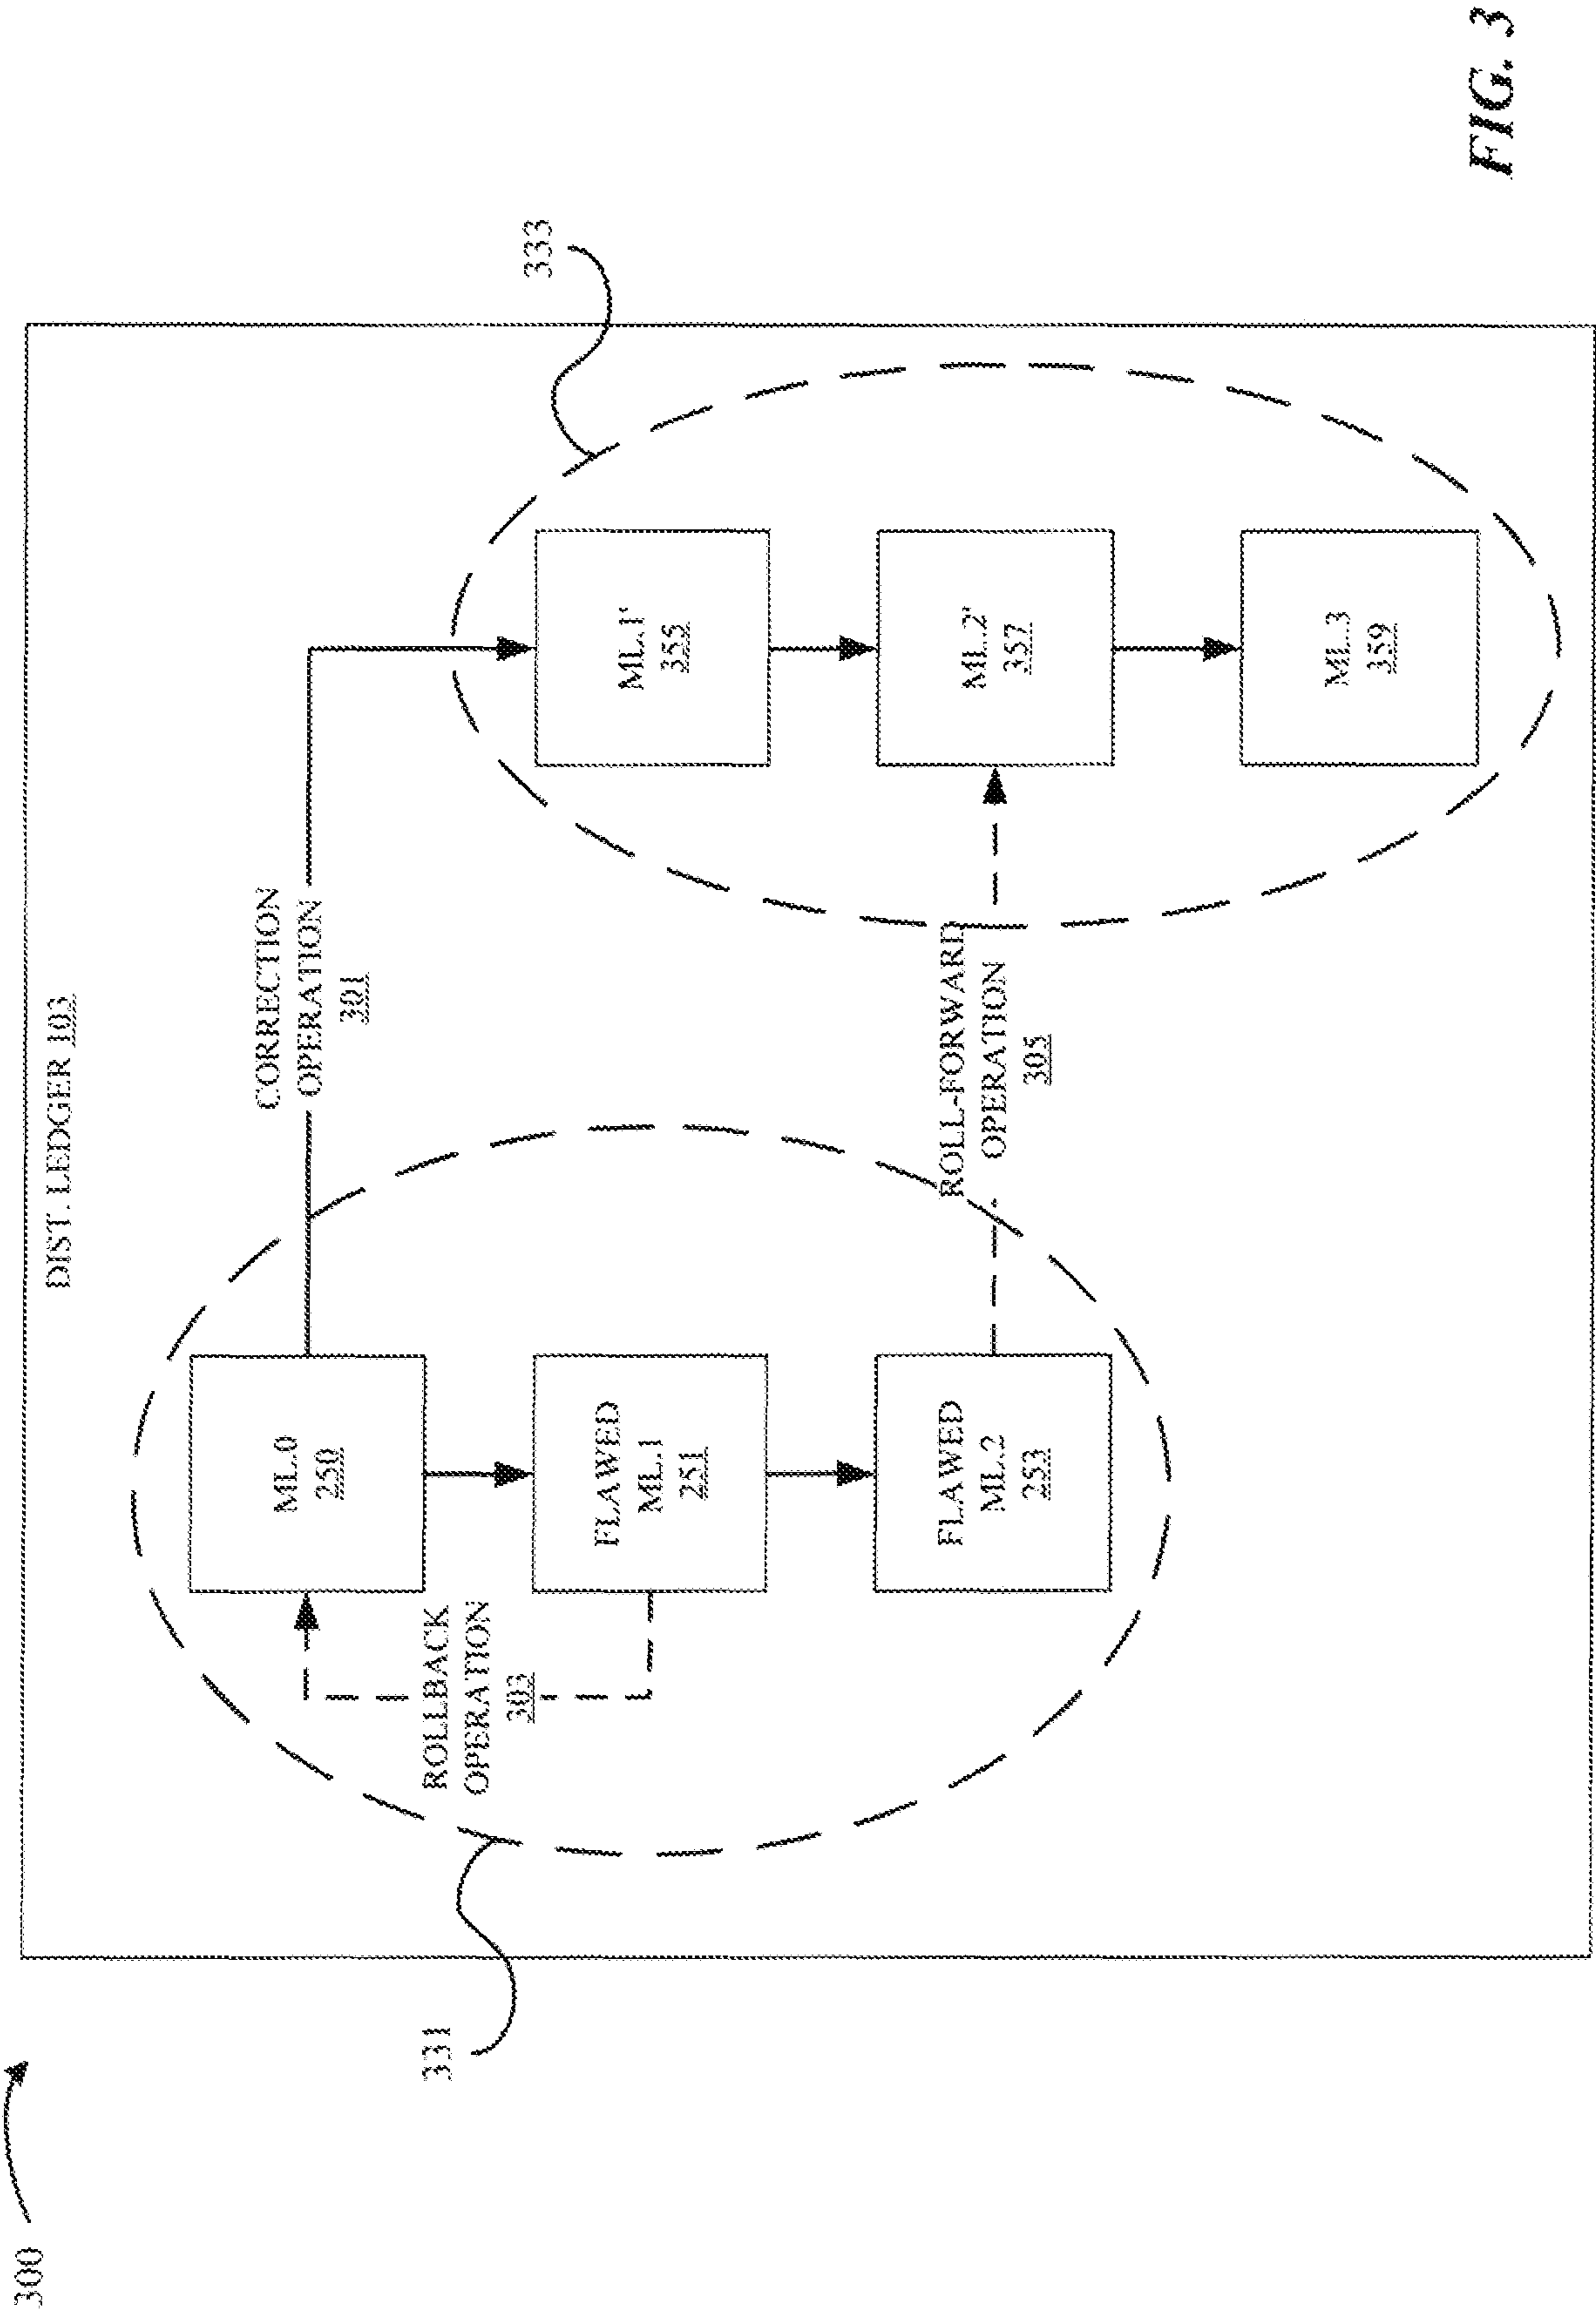 300
DIST. LEDGER 103
331
ML.0
250
CORRECTION
OPERATION
301
ROLLBACK
OPERATION
303
FLAWED
ML.1
251
FLAWED
ML.2
253
ROLL-FORWARD
OPERATION
305
333
ML.1'
355
ML.2'
357
ML.3
359
FIG. 3